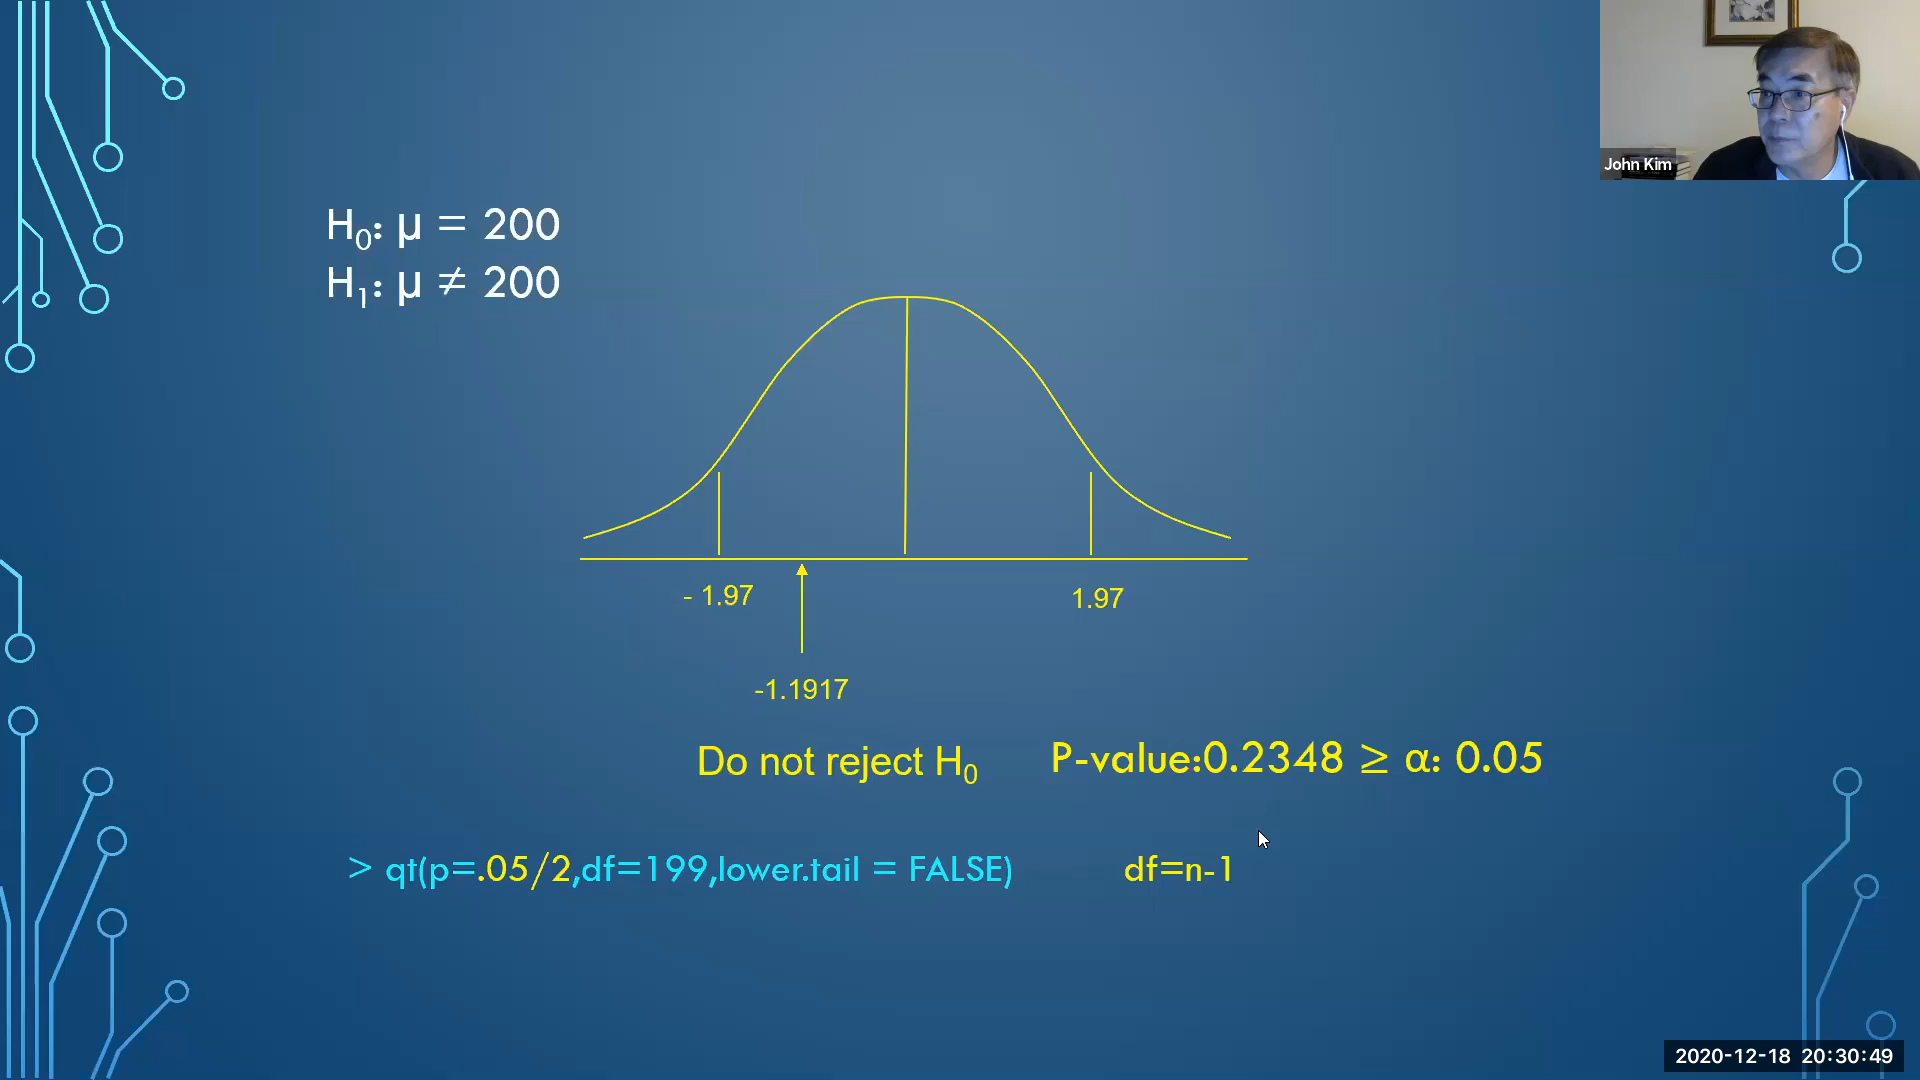 John Kim
H₀: μ = 200
H₁: μ ≠ 200
- 1.97
1.97
-1.1917
Do not reject H₀
P-value:0.2348 ≥ α: 0.05
> qt(p=.05/2,df=199,lower.tail = FALSE)
df=n-1
2020-12-18 20:30:49